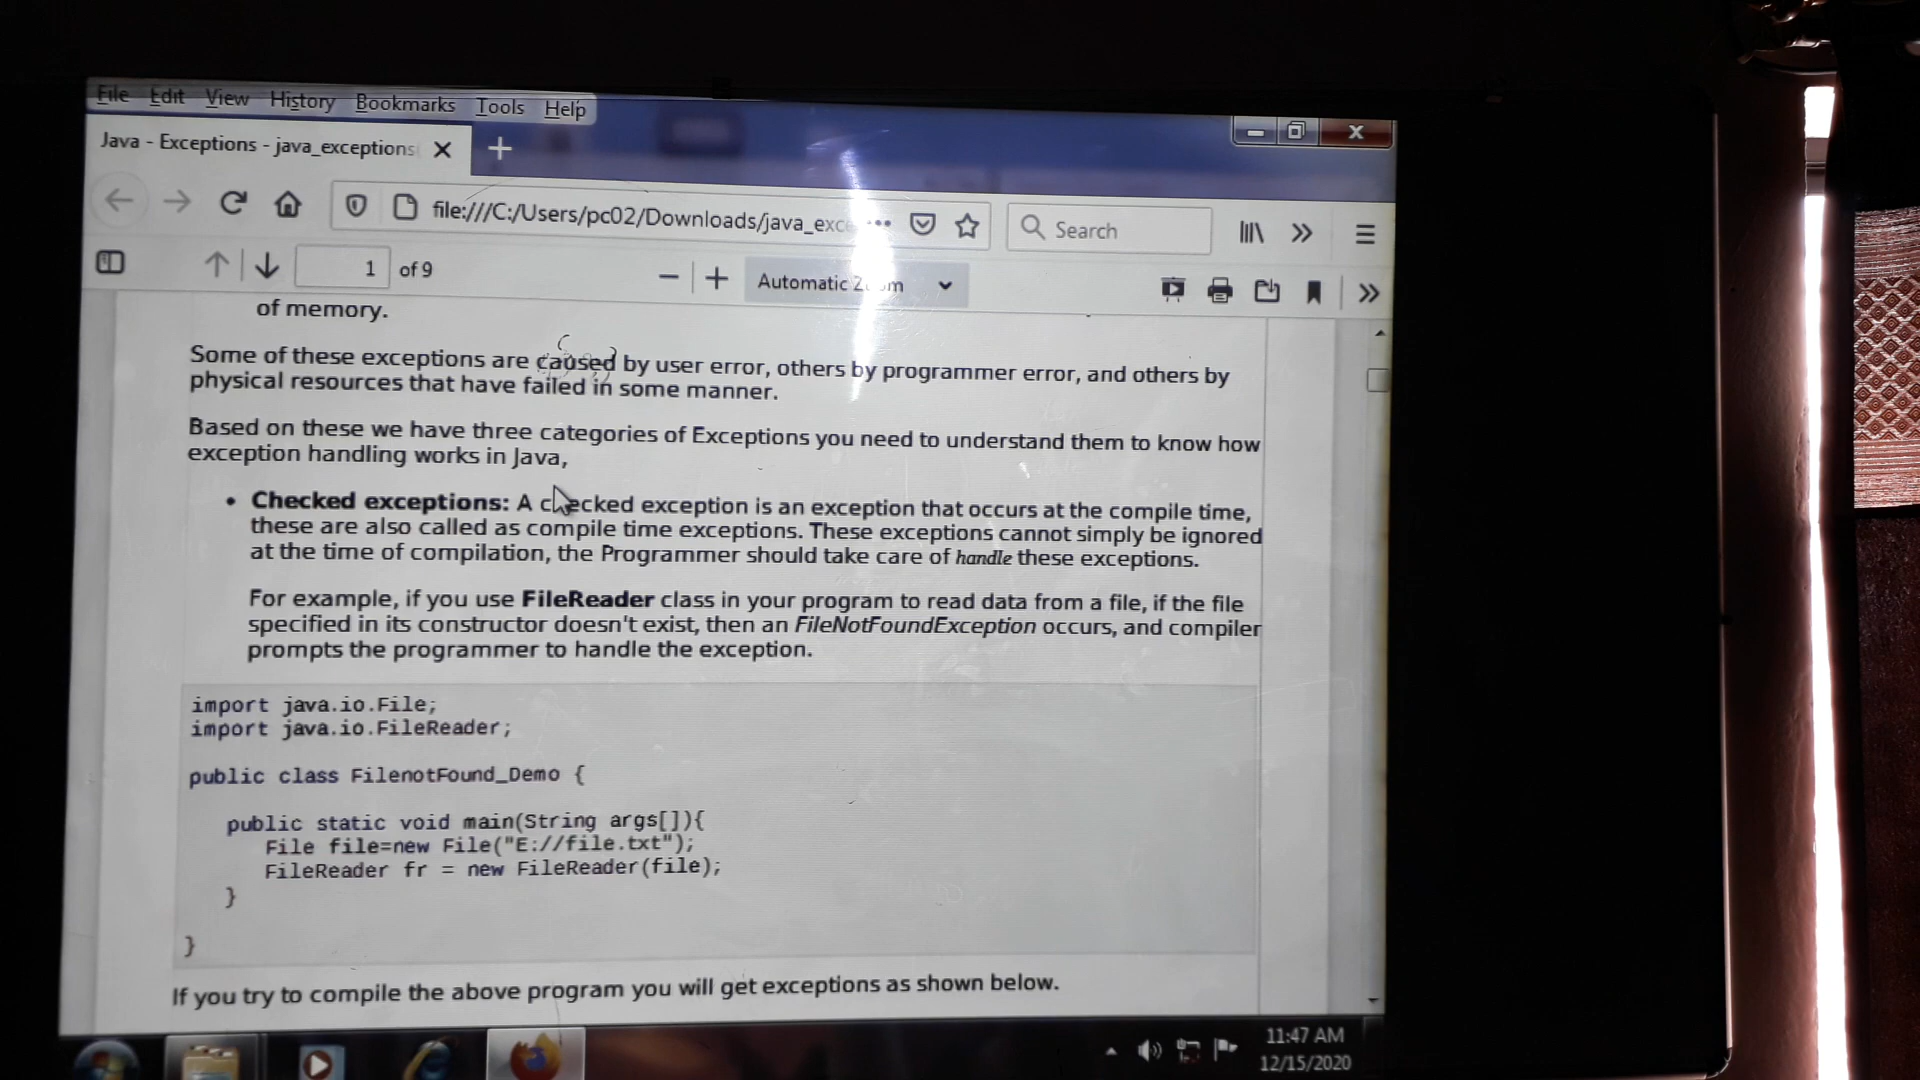 File Edit View History Bookmarks Tools Help
Java - Exceptions - java_exceptions
file:///C:/Users/pc02/Downloads/java_exce
Search
1 of 9
Automatic Zoom
of memory.
Some of these exceptions are caused by user error, others by programmer error, and others by
physical resources that have failed in some manner.
Based on these we have three categories of Exceptions you need to understand them to know how
exception handling works in Java,
• Checked exceptions: A checked exception is an exception that occurs at the compile time,
these are also called as compile time exceptions. These exceptions cannot simply be ignored
at the time of compilation, the Programmer should take care of handle these exceptions.
For example, if you use FileReader class in your program to read data from a file, if the file
specified in its constructor doesn't exist, then an FileNotFoundException occurs, and compiler
prompts the programmer to handle the exception.
import java.io.File;
import java.io.FileReader;
public class FilenotFound_Demo {
public static void main(String args[]){
File file=new File("E://file.txt");
FileReader fr = new FileReader(file);
}
}
If you try to compile the above program you will get exceptions as shown below.
11:47 AM
12/15/2020